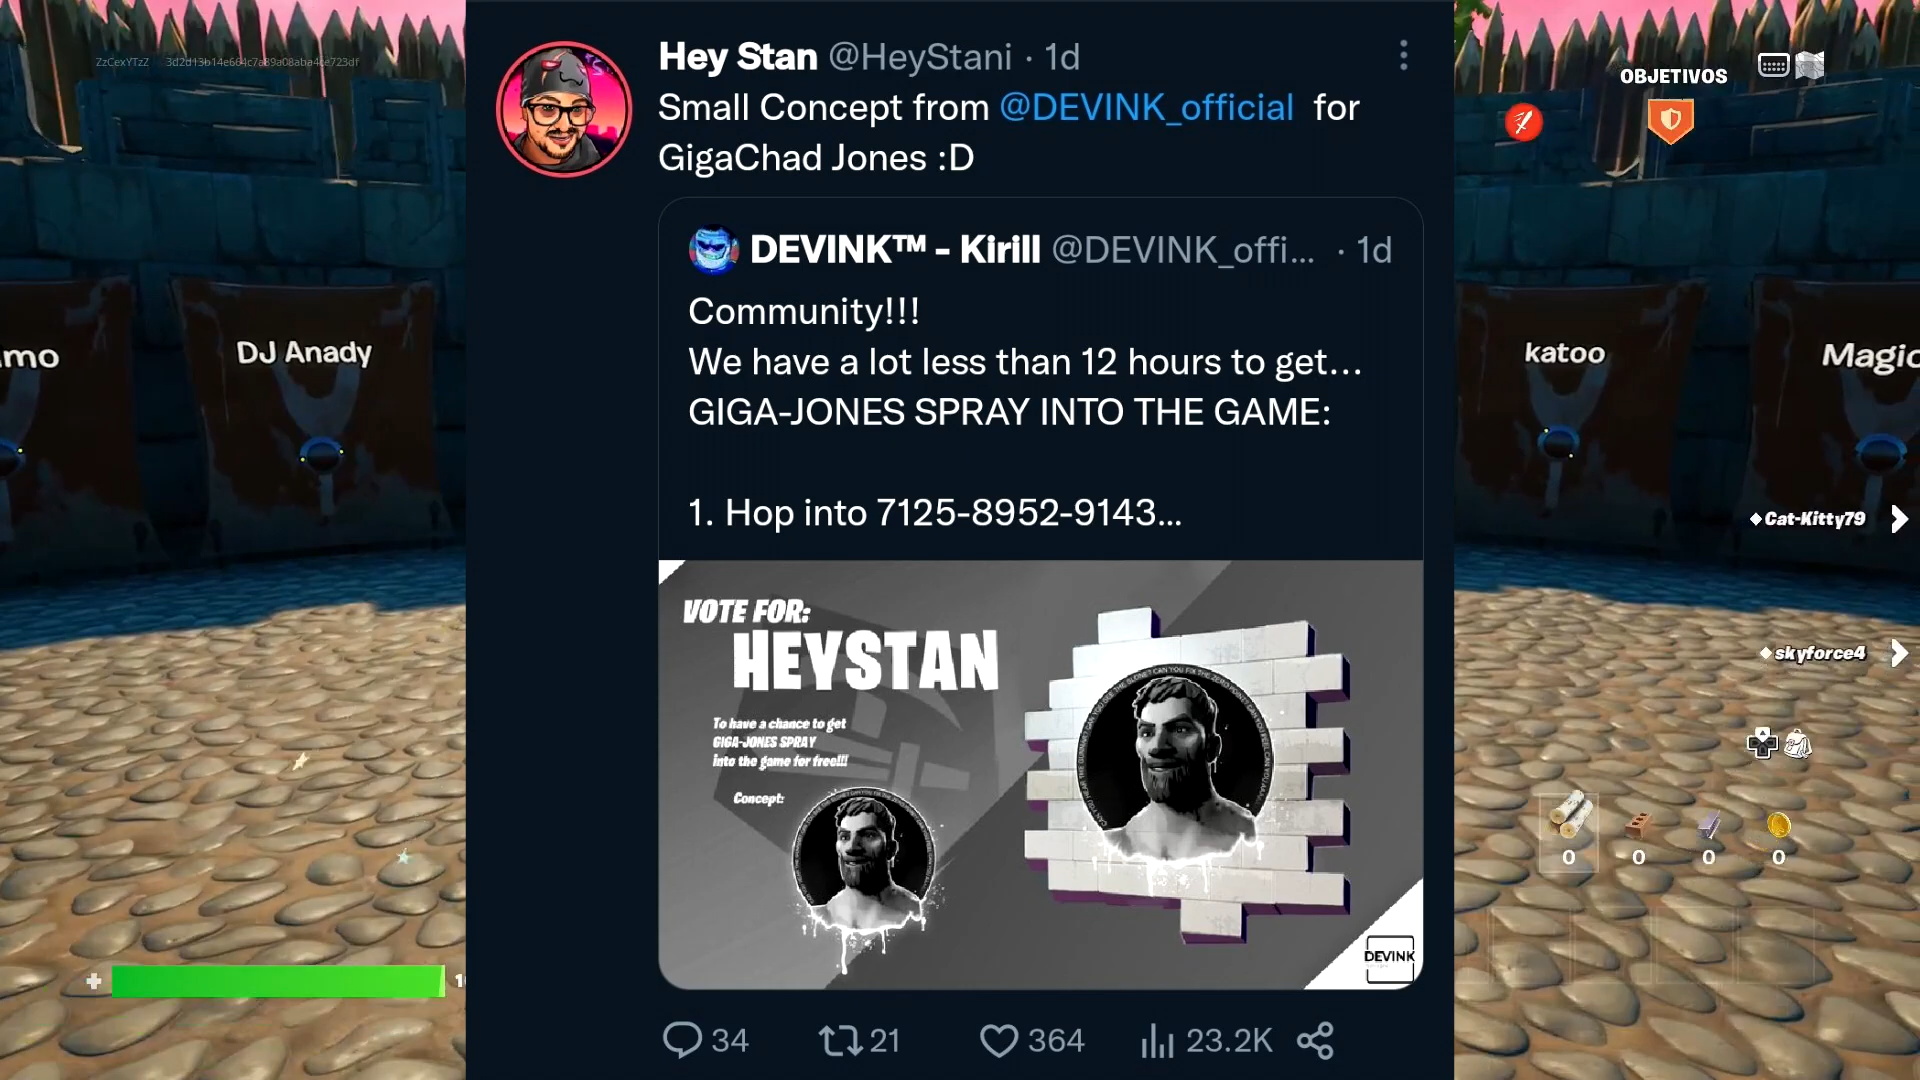 ZzCexYTzZ
Hey Stan @HeyStani · 1d
Small Concept from @DEVINK_official for
GigaChad Jones :D
DEVINK™ - Kirill @DEVINK_offi... · 1d
Community!!!
We have a lot less than 12 hours to get...
GIGA-JONES SPRAY INTO THE GAME:
1. Hop into 7125-8952-9143...
VOTE FOR:
HEYSTAN
To have a chance to get
GIGA-JONES SPRAY
into the game for free!!!
Concept:
DEVINK
34 21 364 23.2K
mo
DJ Anady
katoo
Magic
OBJETIVOS
Cat-Kitty79
skyforce4
0 0 0 0